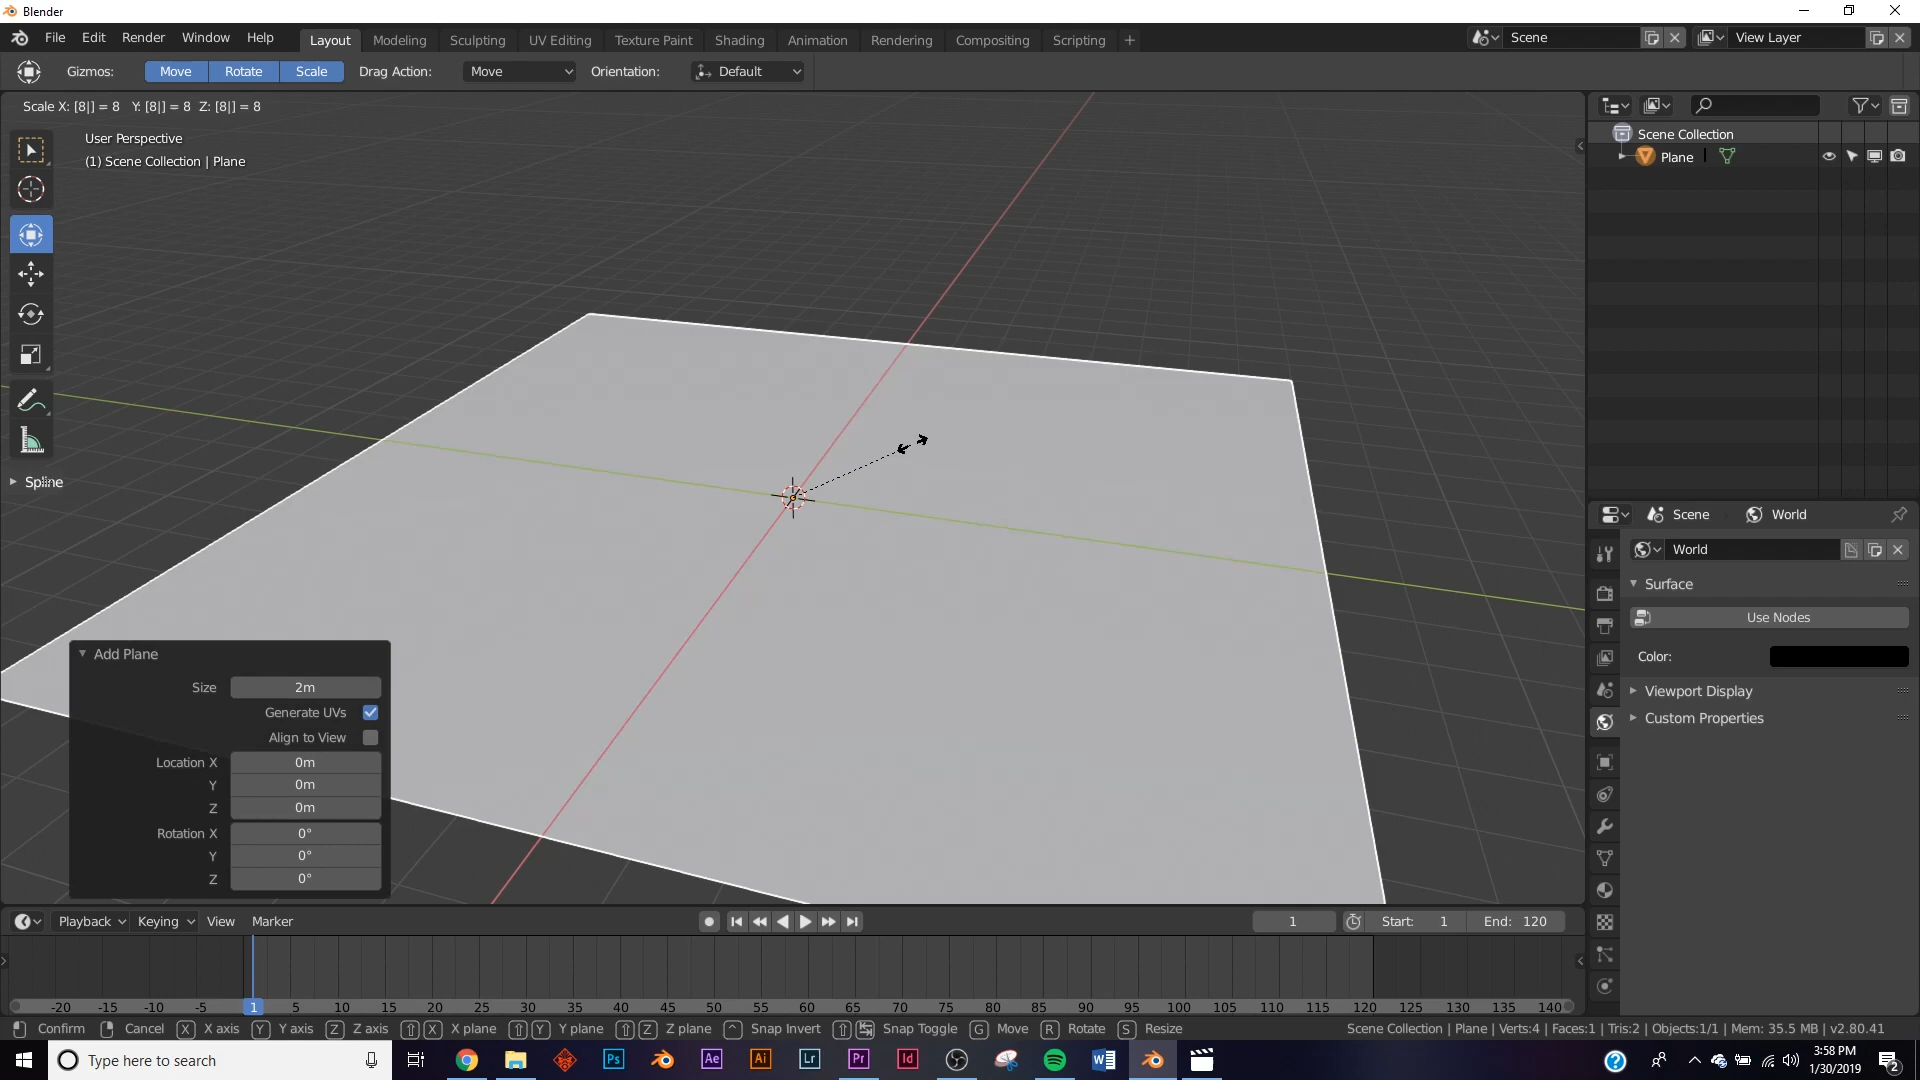 Blender
File Edit Render Window Help Layout Modeling Sculpting UV Editing Texture Paint Shading Animation Rendering Compositing Scripting + Scene View Layer
Gizmos: Move Rotate Scale Drag Action: Move Orientation: Default
Scale X: [8|] = 8 Y: [8|] = 8 Z: [8|] = 8
User Perspective
(1) Scene Collection | Plane
Scene Collection
Plane
Spline
Scene World
World
Surface
Use Nodes
Color:
Viewport Display
Custom Properties
Add Plane
Size 2m
Generate UVs
Align to View
Location X 0m
Y 0m
Z 0m
Rotation X 0°
Y 0°
Z 0°
Playback Keying View Marker 1 Start: 1 End: 120
-20 -15 -10 -5 1 5 10 15 20 25 30 35 40 45 50 55 60 65 70 75 80 85 90 95 100 105 110 115 120 125 130 135 140
Confirm Cancel X X axis Y Y axis Z Z axis X X plane Y Y plane Z Z plane ^ Snap Invert Snap Toggle G Move R Rotate S Resize Scene Collection | Plane | Verts:4 | Faces:1 | Tris:2 | Objects:1/1 | Mem: 35.5 MB | v2.80.41
Type here to search Ps Ae Ai Lr Pr Id W ? 3:58 PM
1/30/2019 2